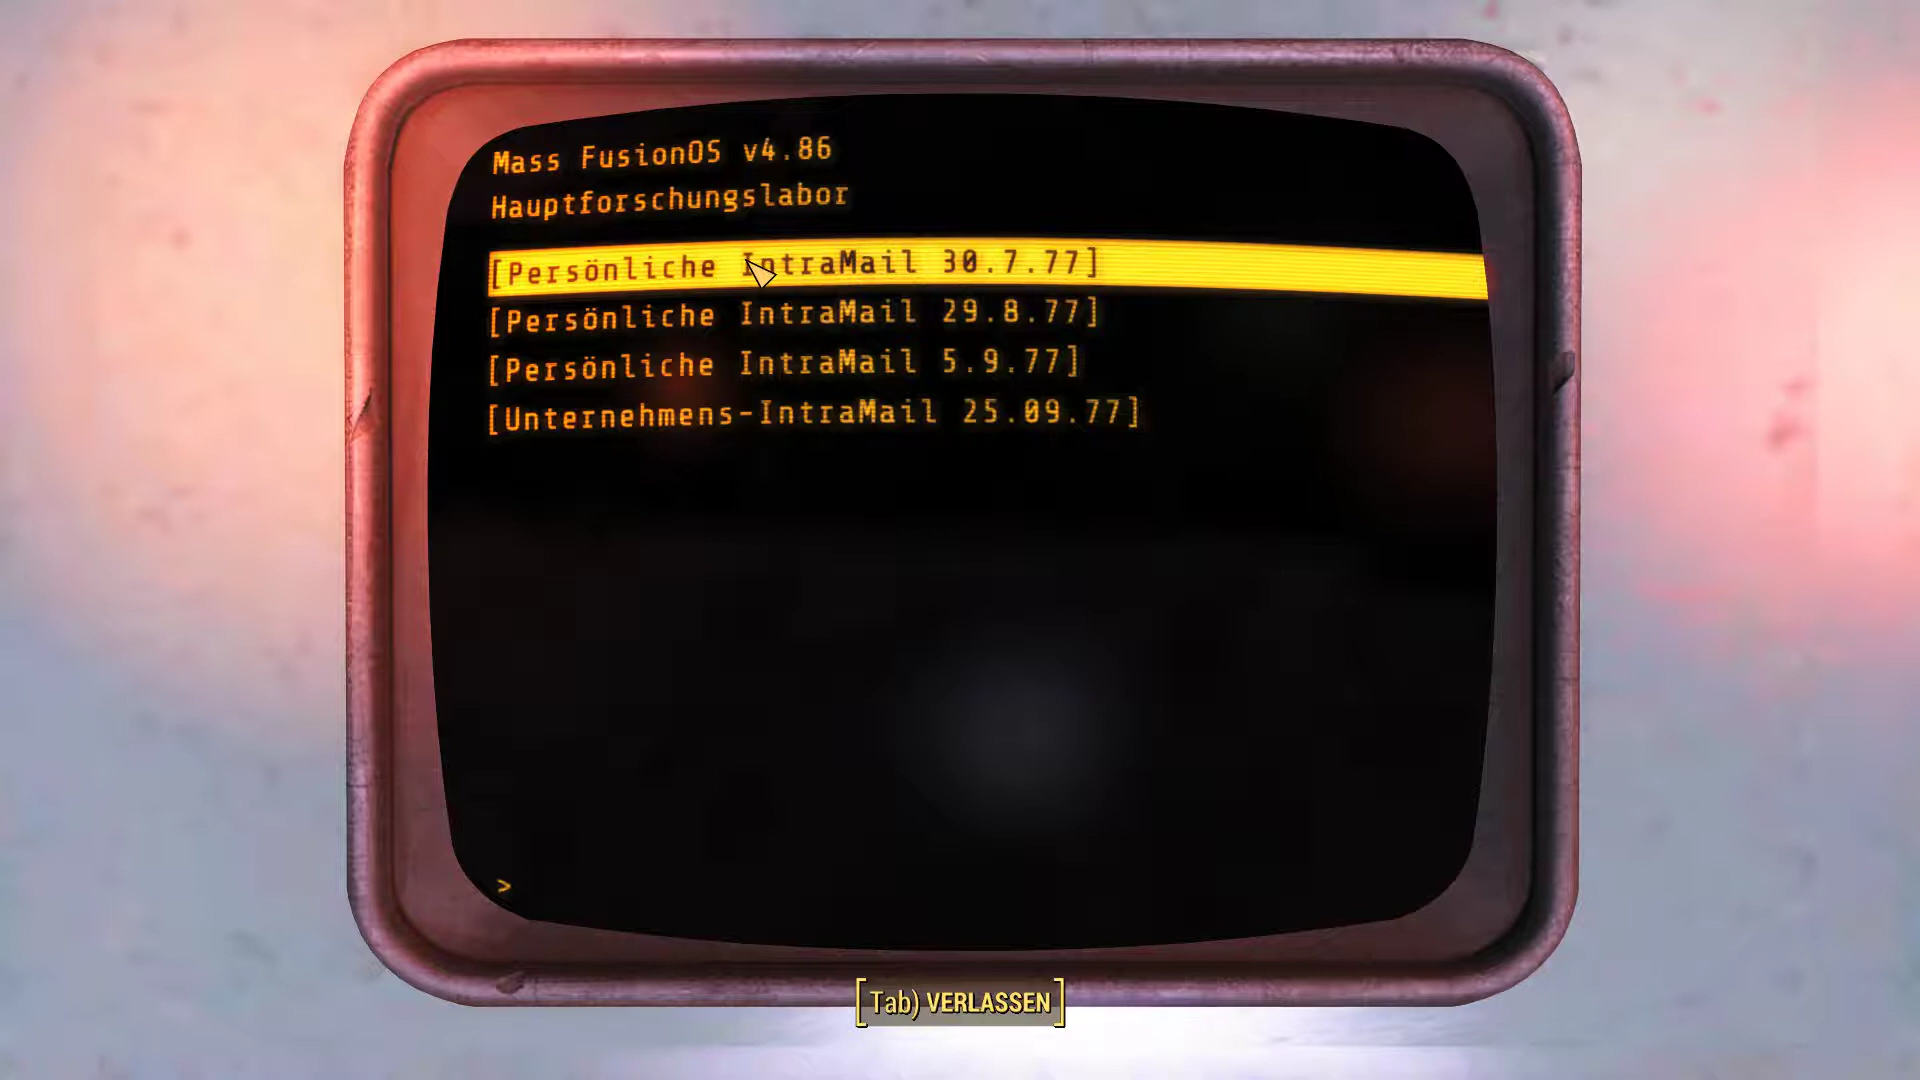 Mass FusionOS v4.86
Hauptforschungslabor
[Persönliche IntraMail 30.7.77]
[Persönliche IntraMail 29.8.77]
[Persönliche IntraMail 5.9.77]
[Unternehmens-IntraMail 25.09.77]
>
[Tab) VERLASSEN]